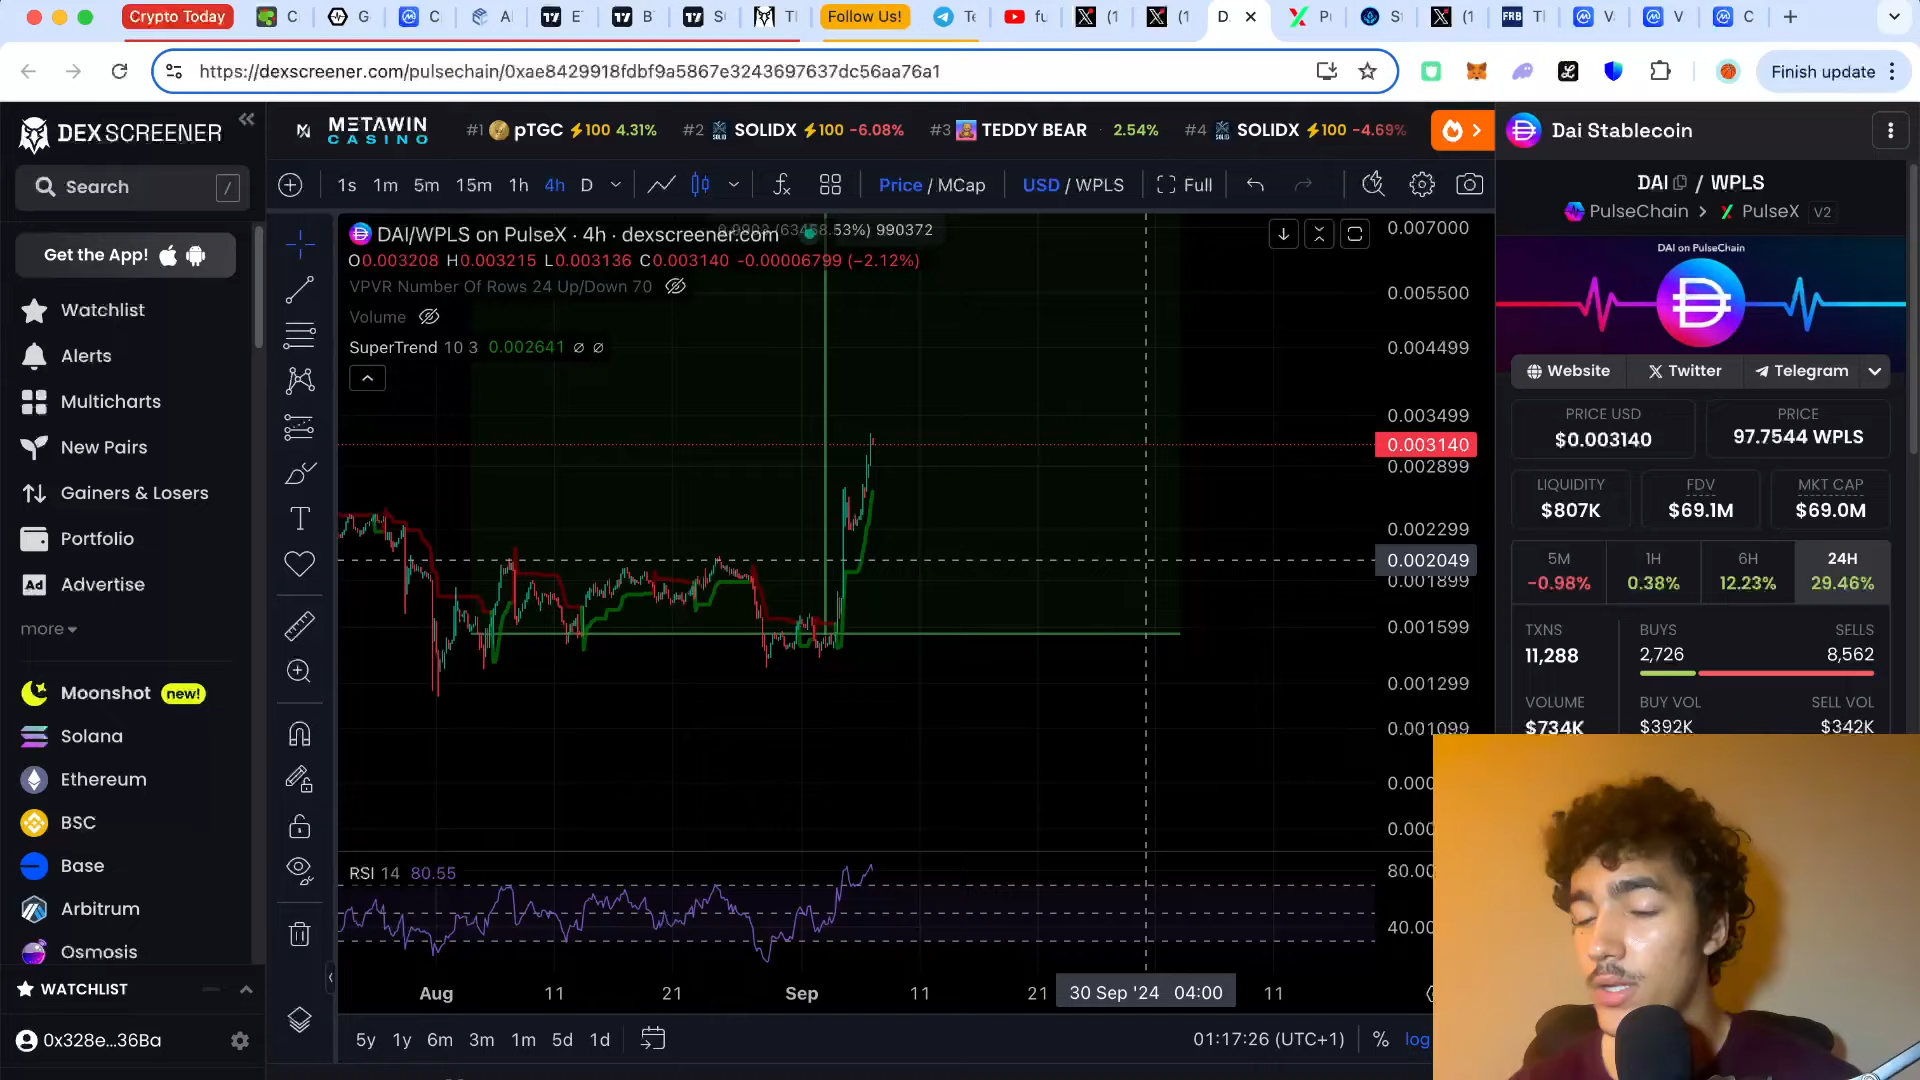 Crypto Today
Follow Us!
https://dexscreener.com/pulsechain/0xae8429918fdbf9a5867e3243697637dc56aa76a1
Finish update
DEX SCREENER
Search
/
Get the App!
Watchlist
Alerts
Multicharts
New Pairs
Gainers & Losers
Portfolio
Ad Advertise
more
Moonshot new!
Solana
Ethereum
BSC
Base
Arbitrum
Osmosis
WATCHLIST
0x328e...36Ba
METAWIN
CASINO
#1 pTGC 100 4.31% #2 SOLIDX 100 -6.08% #3 TEDDY BEAR 2.54% #4 SOLIDX 100 -4.69%
1s 1m 5m 15m 1h 4h D
Price / MCap
USD / WPLS
Full
DAI/WPLS on PulseX · 4h · dexscreener.com
990372
O0.003208 H0.003215 L0.003136 C0.003140 -0.00006799 (-2.12%)
VPVR Number Of Rows 24 Up/Down 70
Volume
SuperTrend 10 3 0.002641
0.007000
0.005500
0.004499
0.003499
0.003140
0.002899
0.002299
0.002049
0.001899
0.001599
0.001299
0.001099
RSI 14 80.55
Aug 11 21 Sep 11 21 30 Sep '24 04:00 11
5y 1y 6m 3m 1m 5d 1d
01:17:26 (UTC+1) % log
Dai Stablecoin
DAI / WPLS
PulseChain > PulseX V2
DAI on PulseChain
Website
Twitter
Telegram
PRICE USD
$0.003140
PRICE
97.7544 WPLS
LIQUIDITY
$807K
FDV
$69.1M
MKT CAP
$69.0M
5M
-0.98%
1H
0.38%
6H
12.23%
24H
29.46%
TXNS
11,288
BUYS
2,726
SELLS
8,562
VOLUME
$734K
BUY VOL
$392K
SELL VOL
$342K